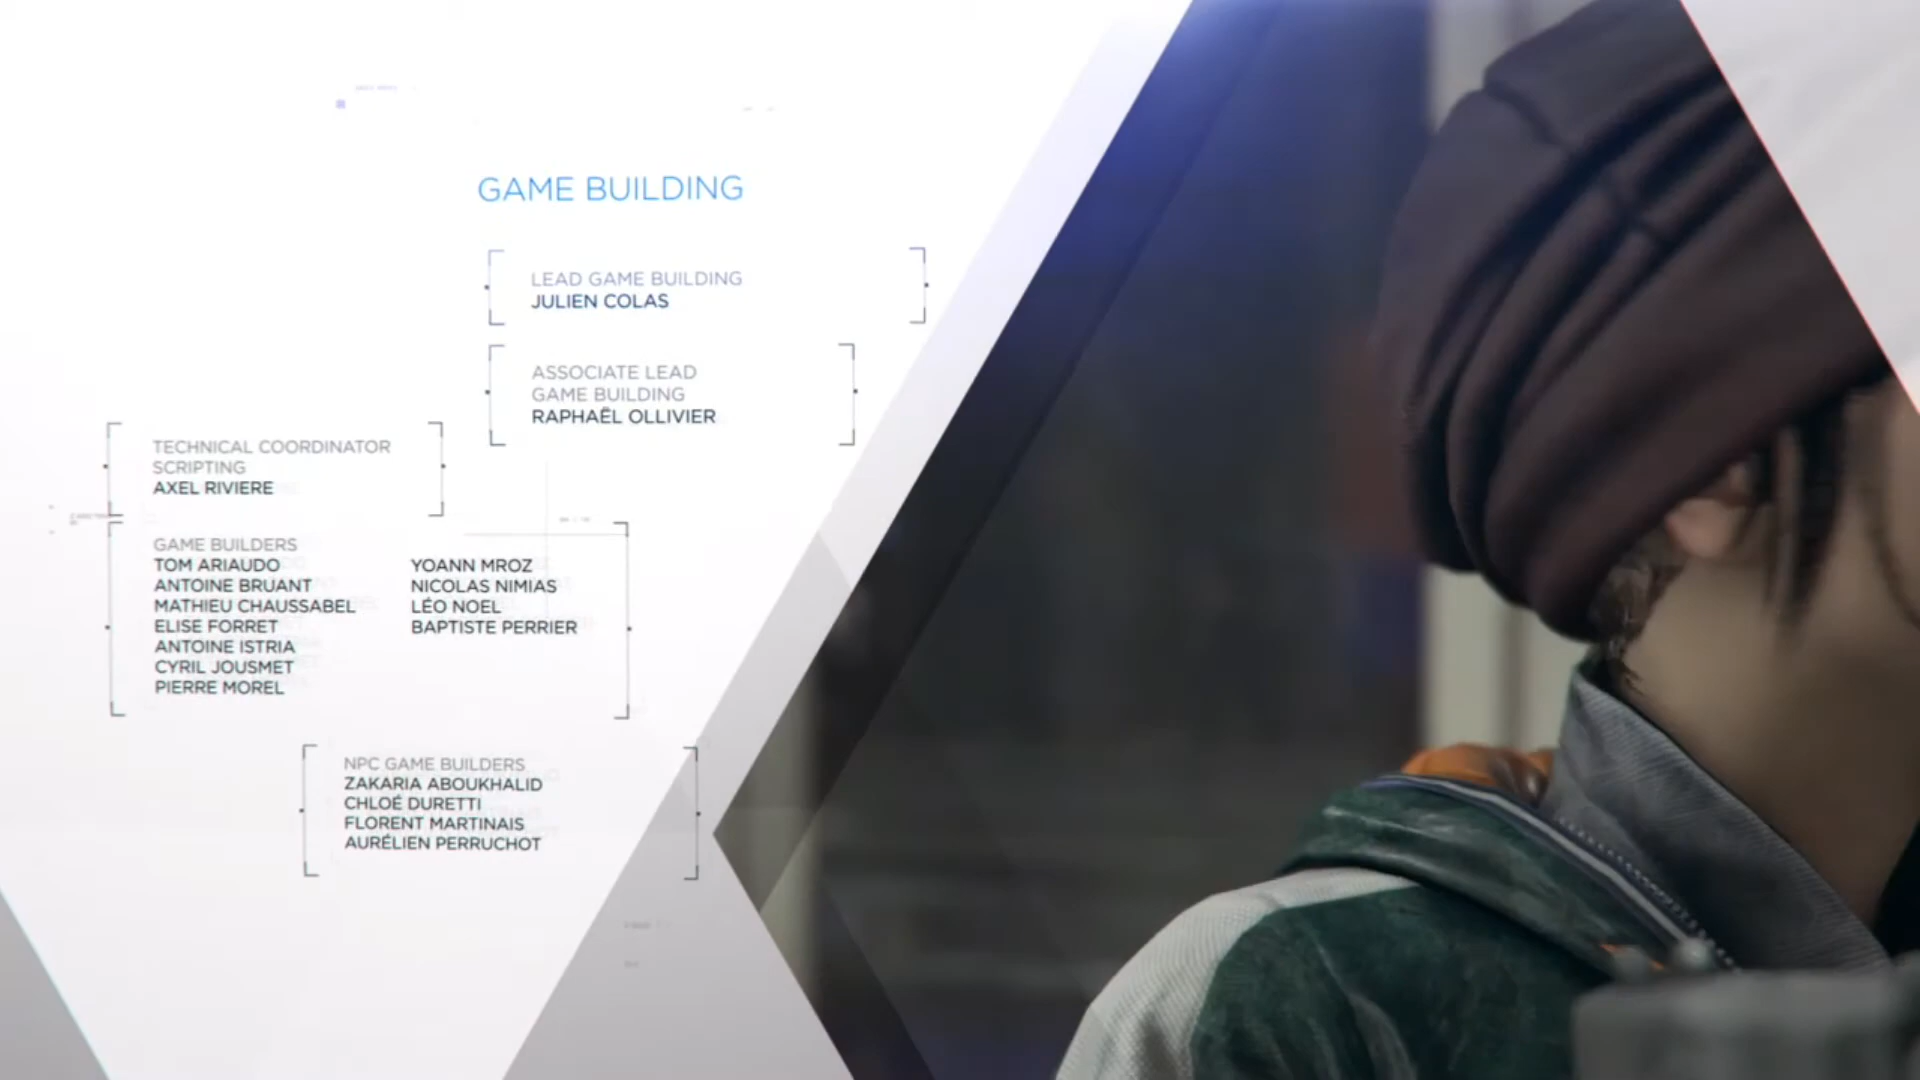 GAME BUILDING
LEAD GAME BUILDING
JULIEN COLAS
ASSOCIATE LEAD
GAME BUILDING
RAPHAËL OLLIVIER
TECHNICAL COORDINATOR
SCRIPTING
AXEL RIVIERE
GAME BUILDERS
TOM ARIAUDO
ANTOINE BRUANT
MATHIEU CHAUSSABEL
ELISE FORRET
ANTOINE ISTRIA
CYRIL JOUSMET
PIERRE MOREL
YOANN MROZ
NICOLAS NIMIAS
LÉO NOEL
BAPTISTE PERRIER
NPC GAME BUILDERS
ZAKARIA ABOUKHALID
CHLOÉ DURETTI
FLORENT MARTINAIS
AURÉLIEN PERRUCHOT